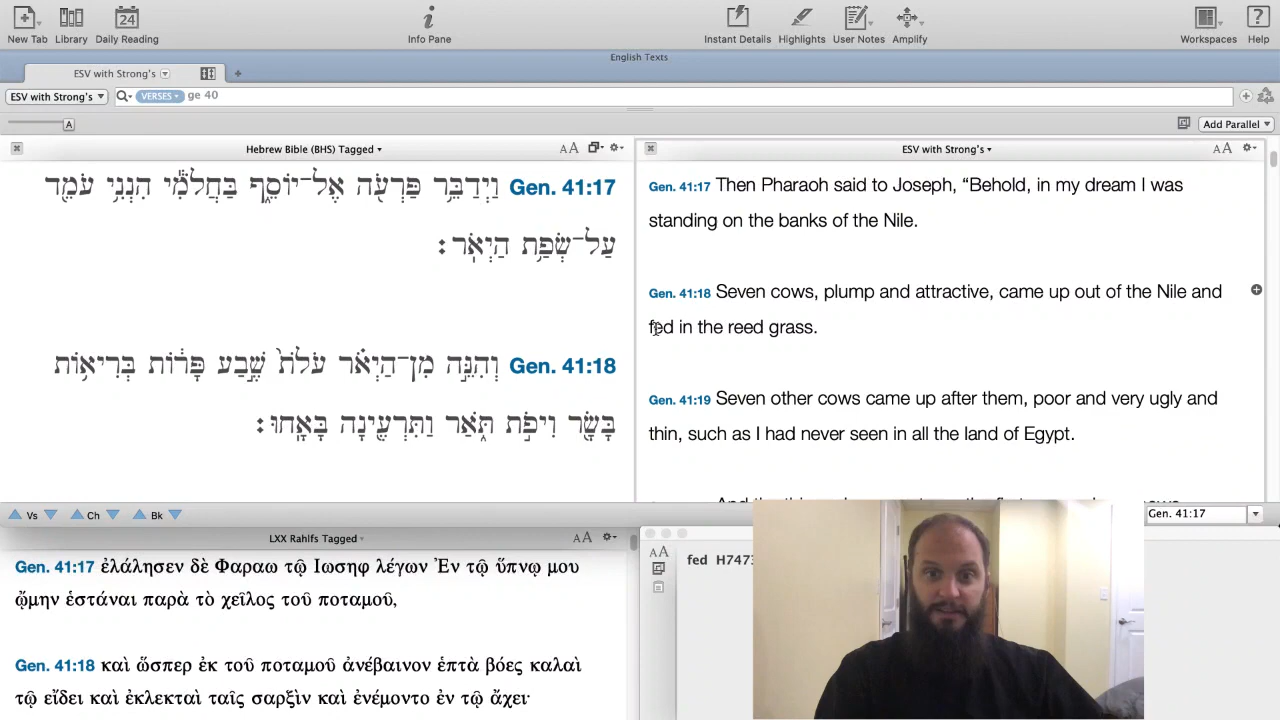 New Tab Library Daily Reading Info Pane Instant Details Highlights User Notes Amplify Workspaces Help
24
English Texts
ESV with Strong's
ESV with Strong's VERSES ge 40
A Add Parallel
Hebrew Bible (BHS) Tagged AA
Gen. 41:17 וַיְדַבֵּ֥ר פַּרְעֹ֖ה אֶל־יוֹסֵ֑ף בַּחֲלֹמִ֕י הִנְנִ֥י עֹמֵ֖ד
עַל־שְׂפַ֥ת הַיְאֹֽר׃
Gen. 41:18 וְהִנֵּ֣ה מִן־הַיְאֹ֗ר עֹלֹת֙ שֶׁ֣בַע פָּר֔וֹת בְּרִיא֥וֹת
בָּשָׂ֖ר וִיפֹ֣ת תֹּ֑אַר וַתִּרְעֶ֖ינָה בָּאָֽחוּ׃
ESV with Strong's AA
Gen. 41:17 Then Pharaoh said to Joseph, “Behold, in my dream I was
standing on the banks of the Nile.
Gen. 41:18 Seven cows, plump and attractive, came up out of the Nile and
fed in the reed grass.
Gen. 41:19 Seven other cows came up after them, poor and very ugly and
thin, such as I had never seen in all the land of Egypt.
Vs Ch Bk
Gen. 41:17
LXX Rahlfs Tagged AA
Gen. 41:17 ἐλάλησεν δὲ Φαραω τῷ Ιωσηφ λέγων Ἐν τῷ ὕπνῳ μου
ᾤμην ἑστάναι παρὰ τὸ χεῖλος τοῦ ποταμοῦ,
Gen. 41:18 καὶ ὥσπερ ἐκ τοῦ ποταμοῦ ἀνέβαινον ἑπτὰ βόες καλαὶ
τῷ εἴδει καὶ ἐκλεκταὶ ταῖς σαρξὶν καὶ ἐνέμοντο ἐν τῷ ἄχει·
AA
fed H7473